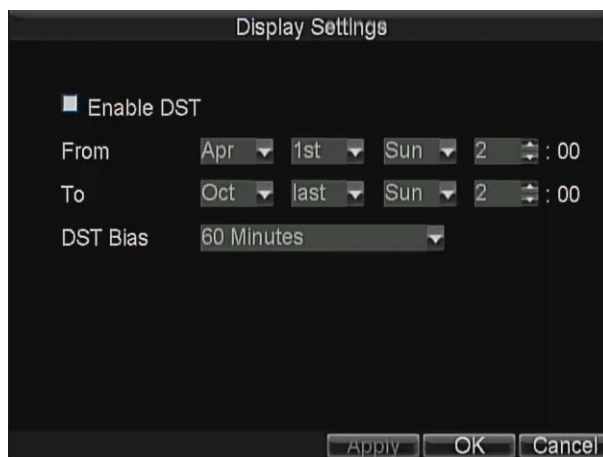 Display Settings
Enable DST
From Apr 1st Sun 2 : 00
To Oct last Sun 2 : 00
DST Bias 60 Minutes
Apply OK Cancel